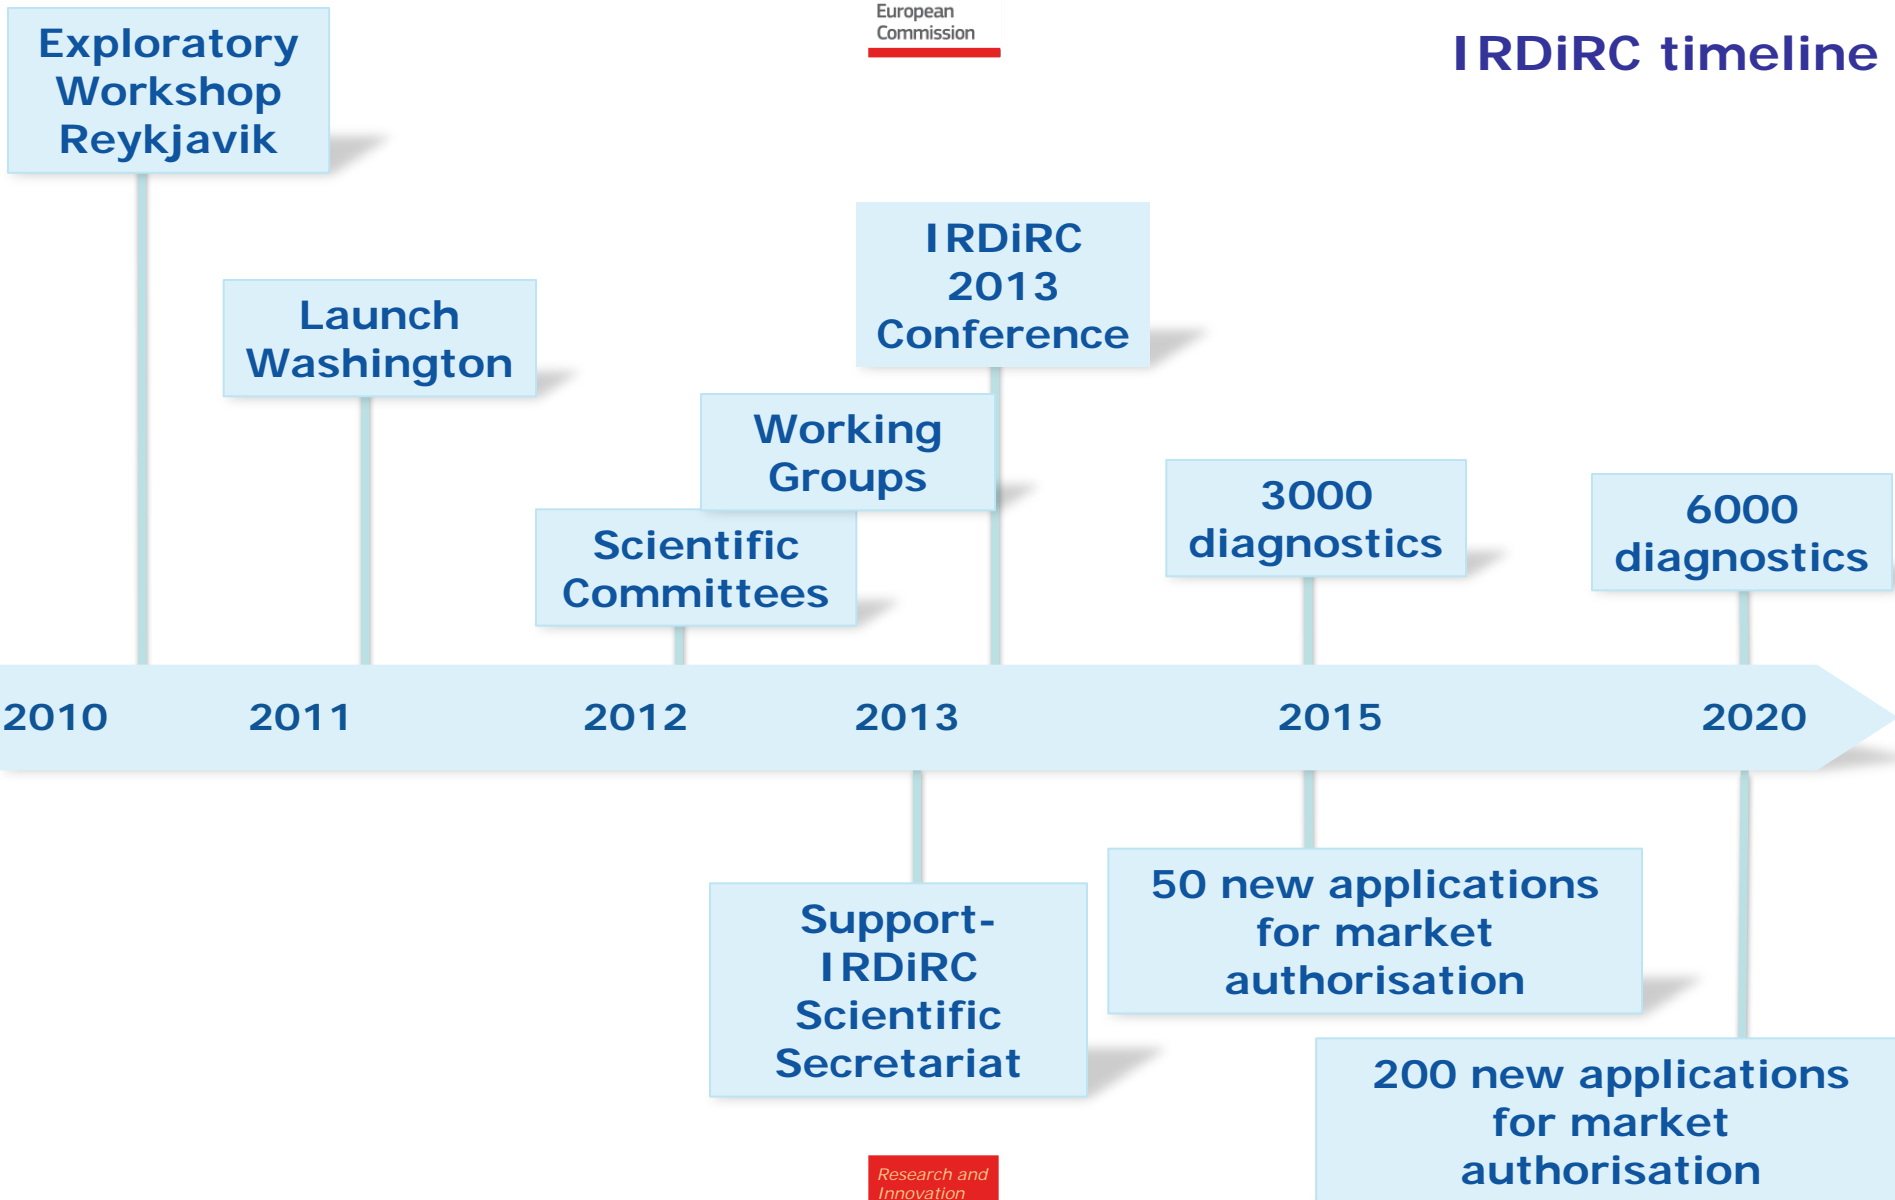 European
Commission
IRDiRC timeline
Exploratory
Workshop
Reykjavik
Launch
Washington
IRDiRC
2013
Conference
Working
Groups
Scientific
Committees
3000
diagnostics
6000
diagnostics
2010
2011
2012
2013
2015
2020
Support-
IRDiRC
Scientific
Secretariat
50 new applications
for market
authorisation
200 new applications
for market
authorisation
Research and
Innovation